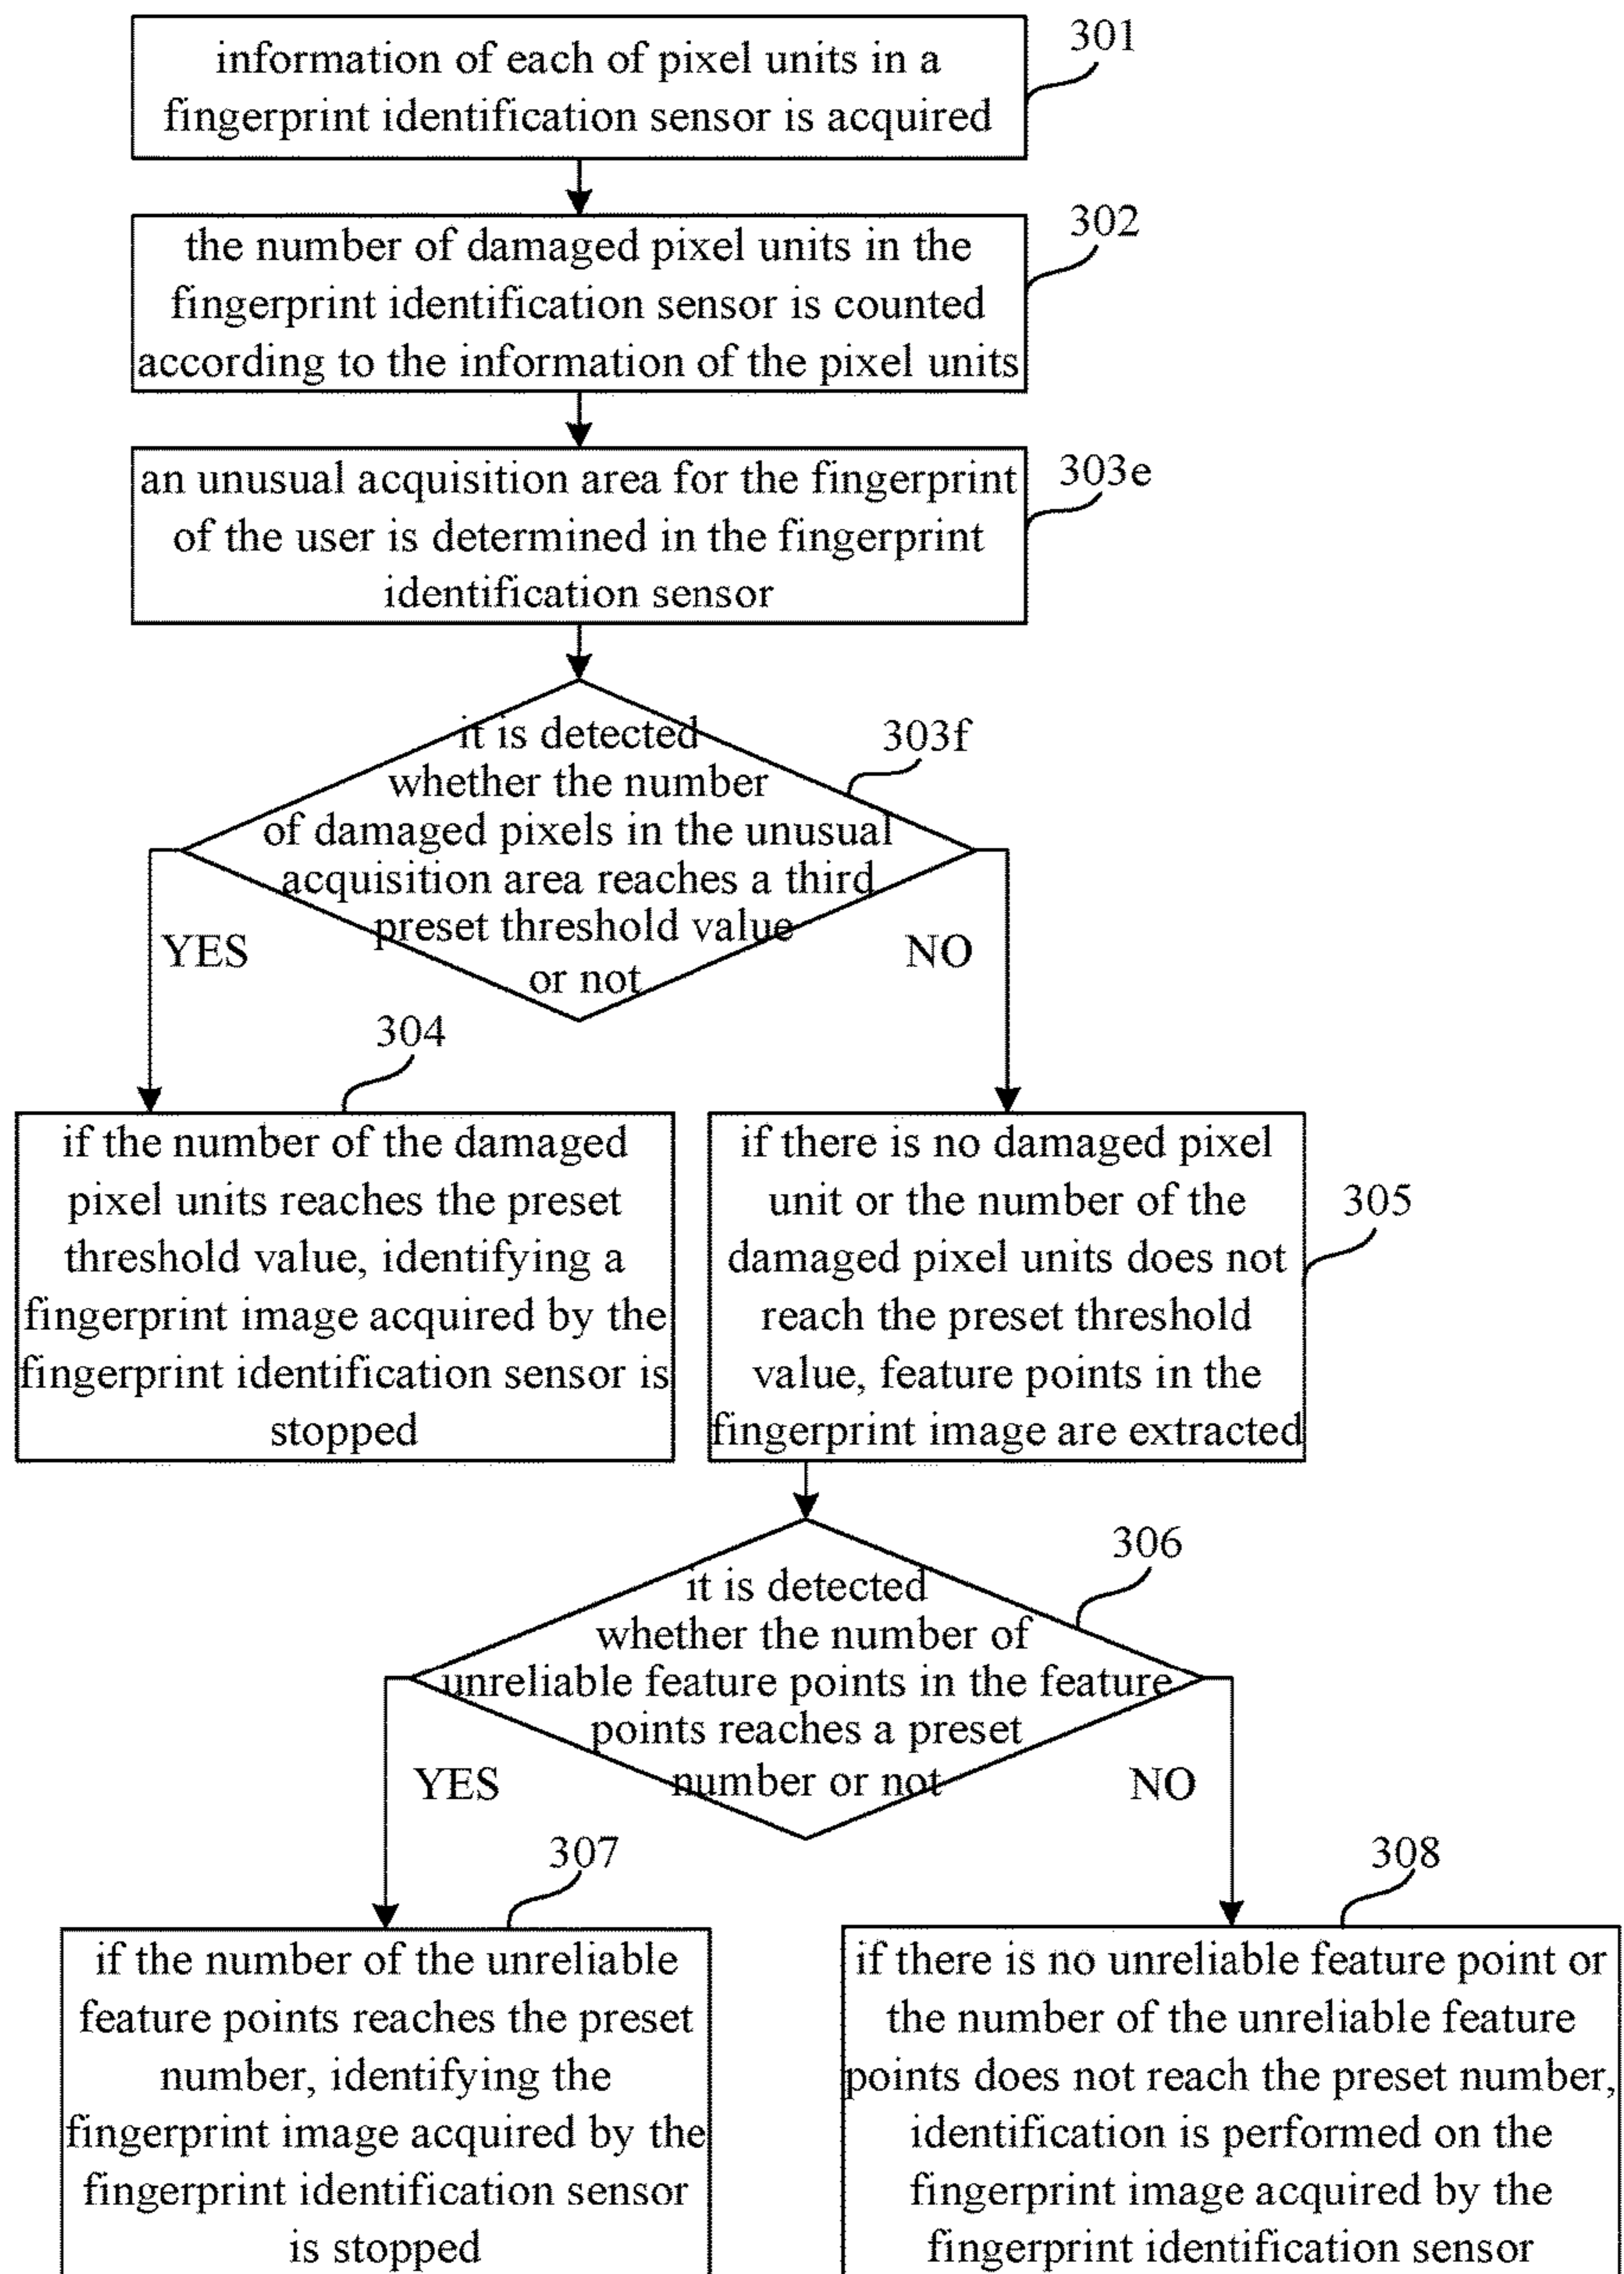 301
information of each of pixel units in a
fingerprint identification sensor is acquired
302
the number of damaged pixel units in the
fingerprint identification sensor is counted
according to the information of the pixel units
303e
an unusual acquisition area for the fingerprint
of the user is determined in the fingerprint
identification sensor
303f
it is detected
whether the number
of damaged pixels in the unusual
acquisition area reaches a third
preset threshold value
or not
YES
NO
304
if the number of the damaged
pixel units reaches the preset
threshold value, identifying a
fingerprint image acquired by the
fingerprint identification sensor is
stopped
305
if there is no damaged pixel
unit or the number of the
damaged pixel units does not
reach the preset threshold
value, feature points in the
fingerprint image are extracted
306
it is detected
whether the number of
unreliable feature points in the feature
points reaches a preset
number or not
YES
NO
307
if the number of the unreliable
feature points reaches the preset
number, identifying the
fingerprint image acquired by the
fingerprint identification sensor
is stopped
308
if there is no unreliable feature point or
the number of the unreliable feature
points does not reach the preset number,
identification is performed on the
fingerprint image acquired by the
fingerprint identification sensor